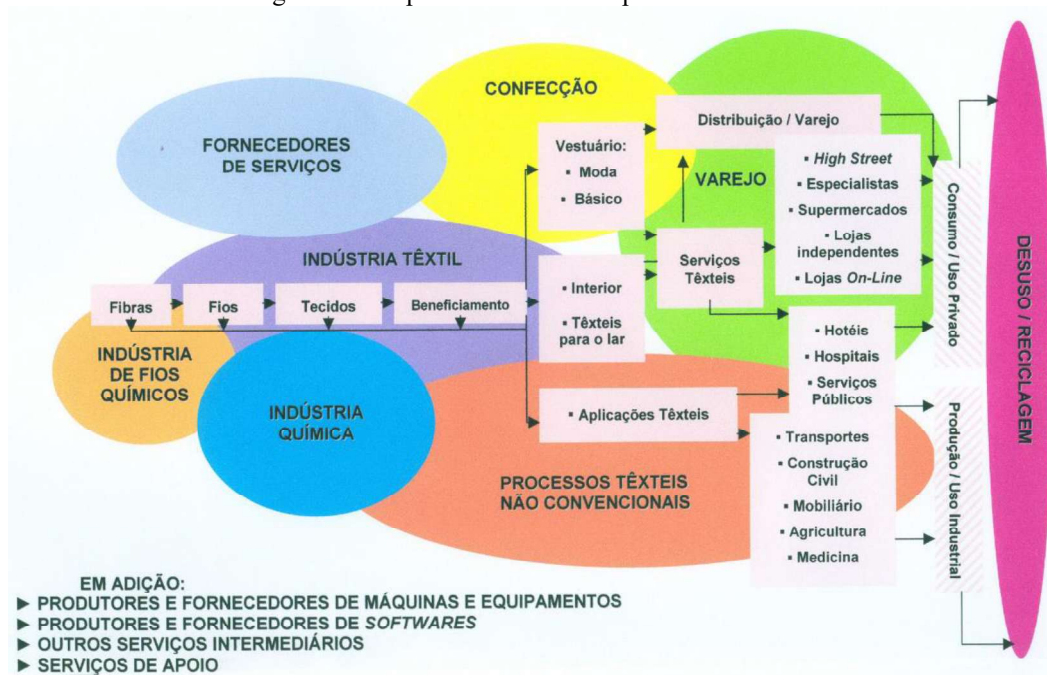 CONFECÇÃO
FORNECEDORES
DE SERVIÇOS
Distribuição / Varejo
Vestuário:
▪ Moda
▪ Básico
VAREJO
▪ High Street
▪ Especialistas
▪ Supermercados
▪ Lojas
independentes
▪ Lojas On-Line
INDÚSTRIA TÊXTIL
Serviços
Têxteis
Fibras
Fios
Tecidos
Beneficiamento
▪ Interior
▪ Têxteis
para o lar
INDÚSTRIA
DE FIOS
QUÍMICOS
INDÚSTRIA
QUÍMICA
▪ Hotéis
▪ Hospitais
▪ Serviços
Públicos
▪ Aplicações Têxteis
PROCESSOS TÊXTEIS
NÃO CONVENCIONAIS
▪ Transportes
▪ Construção
Civil
▪ Mobiliário
▪ Agricultura
▪ Medicina
Consumo / Uso Privado
Produção / Uso Industrial
DESUSO / RECICLAGEM
EM ADIÇÃO:
► PRODUTORES E FORNECEDORES DE MÁQUINAS E EQUIPAMENTOS
► PRODUTORES E FORNECEDORES DE SOFTWARES
► OUTROS SERVIÇOS INTERMEDIÁRIOS
► SERVIÇOS DE APOIO